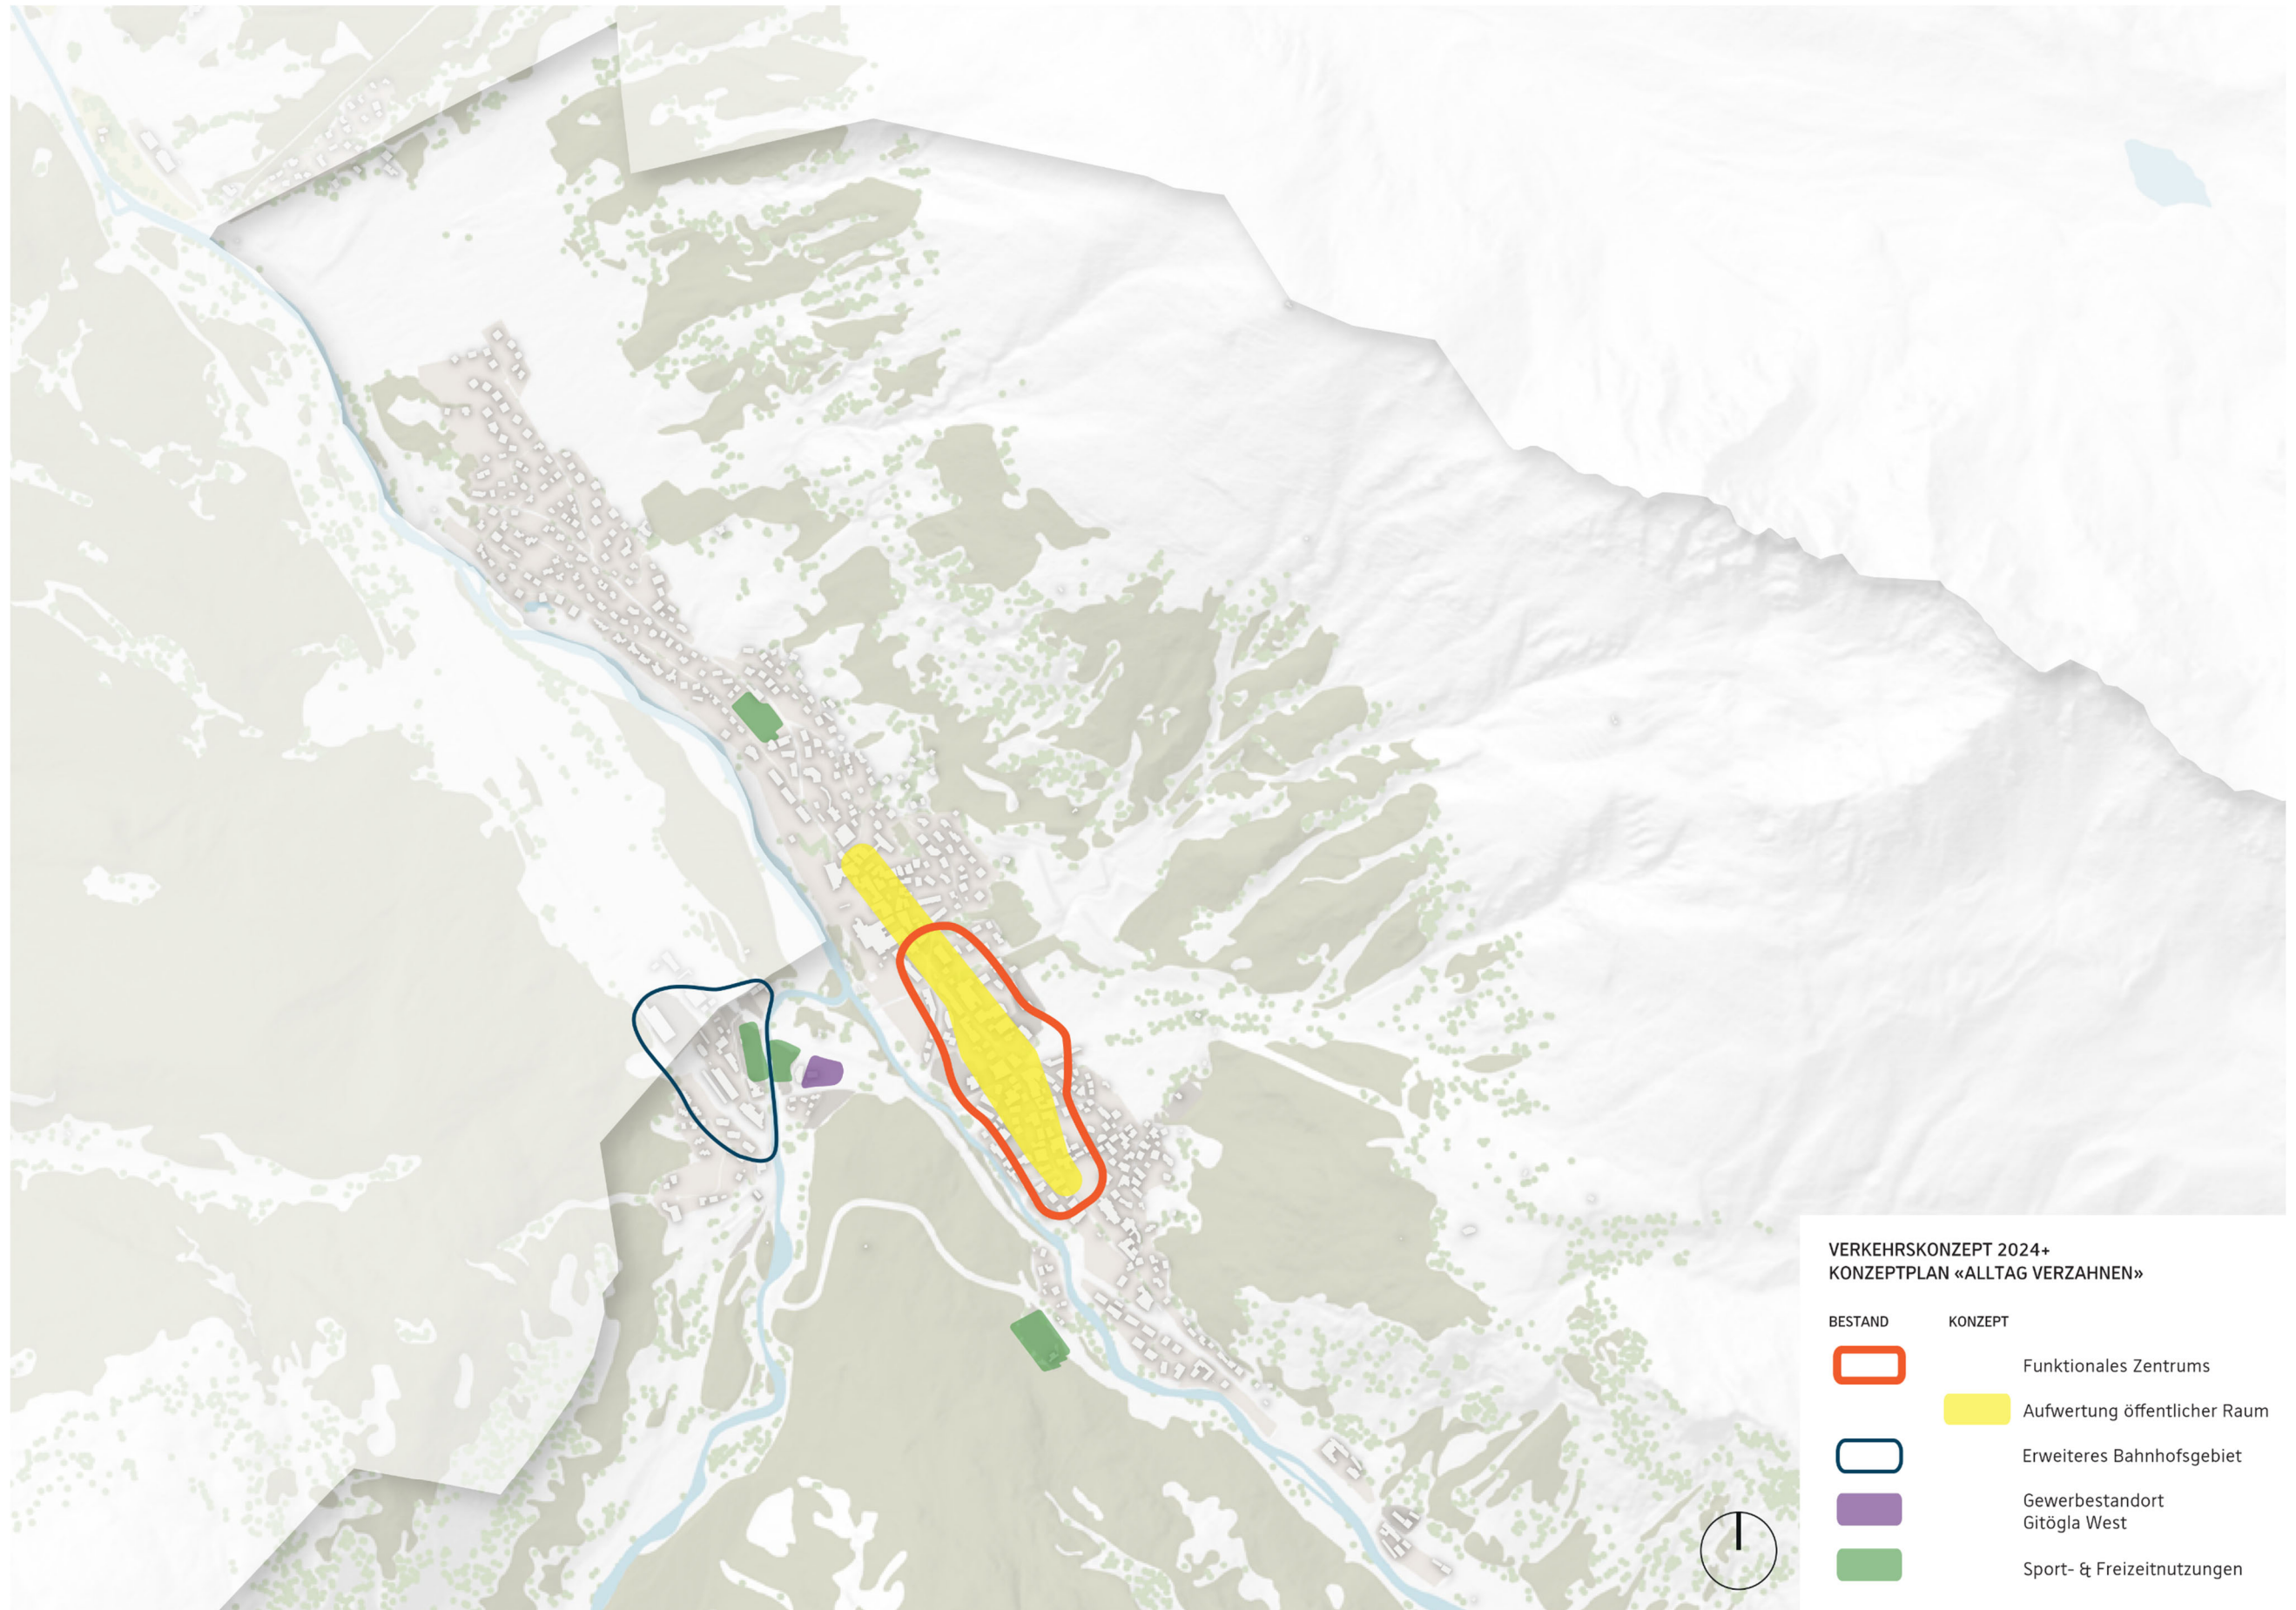 VERKEHRSKONZEPT 2024+
KONZEPTPLAN «ALLTAG VERZAHNEN»
BESTAND KONZEPT
Funktionales Zentrums
Aufwertung öffentlicher Raum
Erweiteres Bahnhofsgebiet
Gewerbestandort
Gitögla West
Sport- & Freizeitnutzungen